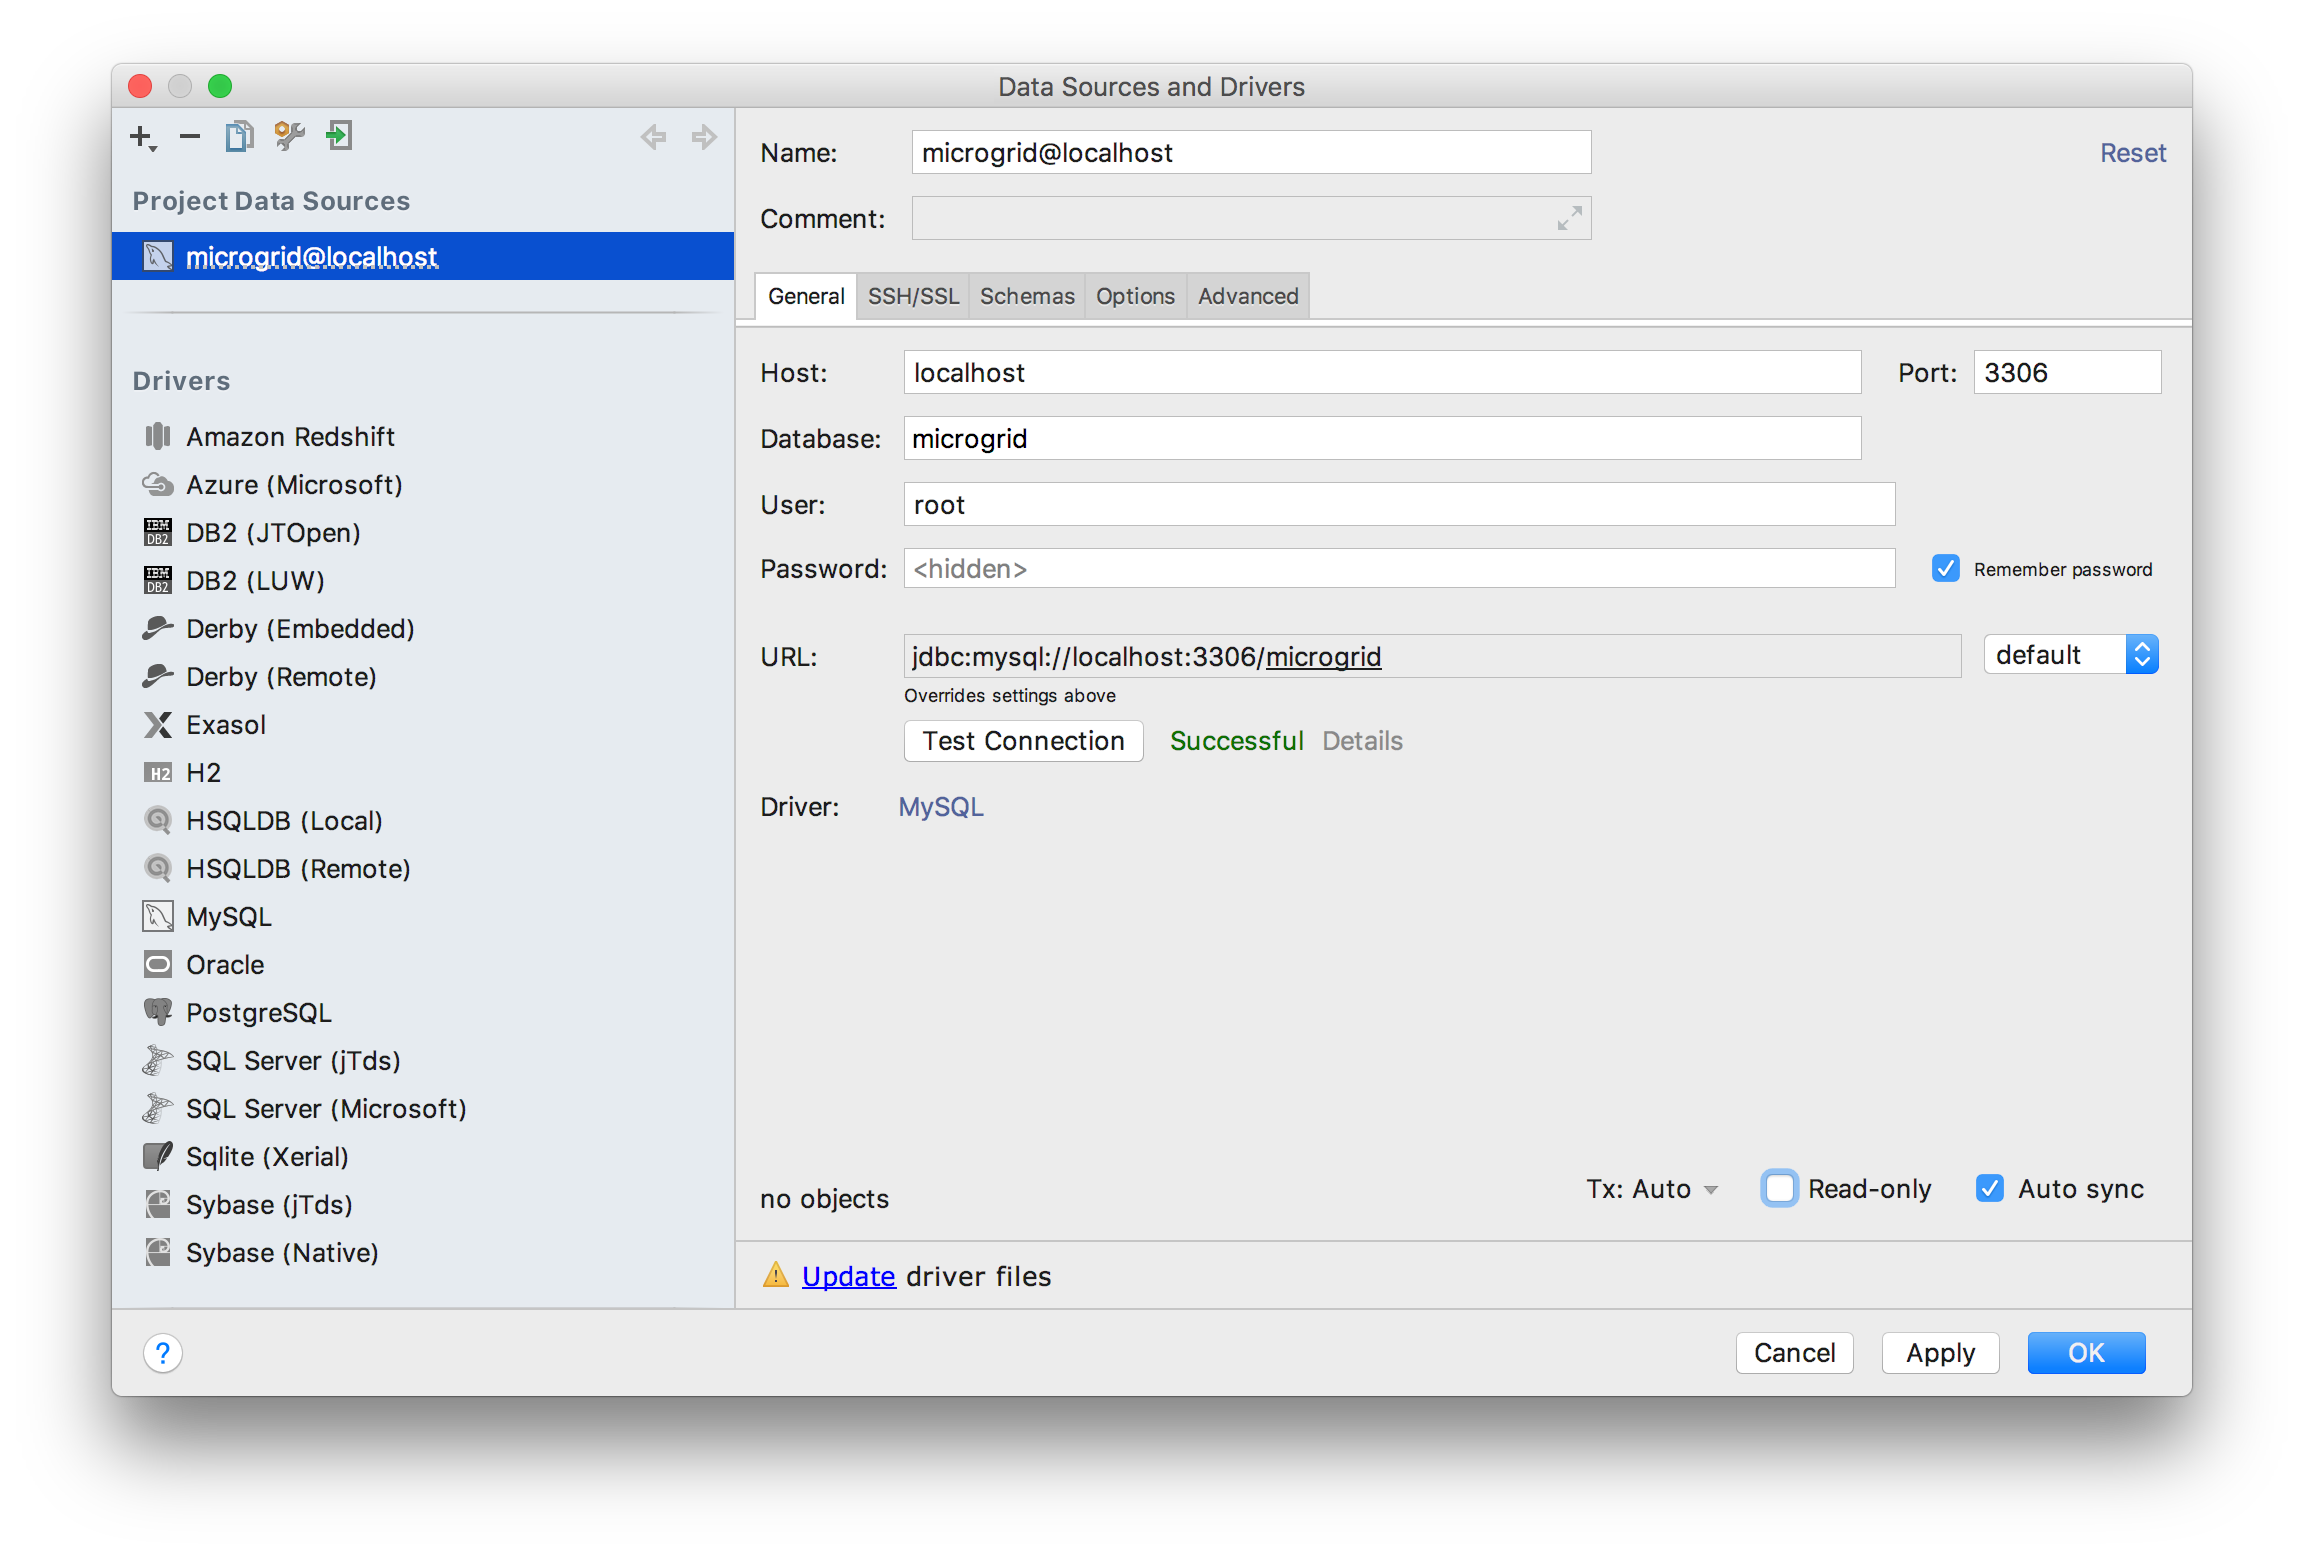 Data Sources and Drivers
Project Data Sources
microgrid@localhost
Drivers
Amazon Redshift
Azure (Microsoft)
IBM DB2 DB2 (JTOpen)
IBM DB2 DB2 (LUW)
Derby (Embedded)
Derby (Remote)
Exasol
H2 H2
HSQLDB (Local)
HSQLDB (Remote)
MySQL
Oracle
PostgreSQL
SQL Server (jTds)
SQL Server (Microsoft)
Sqlite (Xerial)
Sybase (jTds)
Sybase (Native)
Name: microgrid@localhost Reset
Comment:
General SSH/SSL Schemas Options Advanced
Host: localhost Port: 3306
Database: microgrid
User: root
Password: <hidden> Remember password
URL: jdbc:mysql://localhost:3306/microgrid default
Overrides settings above
Test Connection Successful Details
Driver: MySQL
no objects Tx: Auto Read-only Auto sync
Update driver files
? Cancel Apply OK